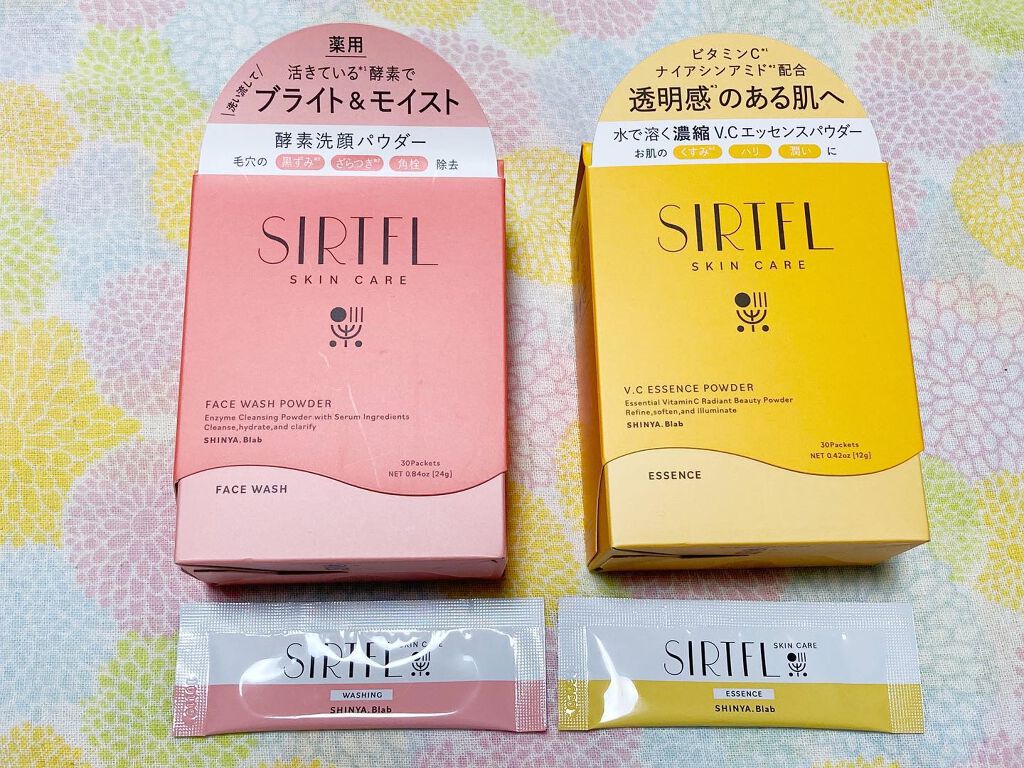 薬用
洗い流して
活きている*¹酵素で
ブライト&モイスト
酵素洗顔パウダー
毛穴の 黒ずみ ざらつき 角栓 除去
SIRTFL
SKIN CARE
FACE WASH POWDER
Enzyme Cleansing Powder with Serum Ingredients
Cleanse,hydrate,and clarify
SHINYA.Blab
30Packets
NET 0.84oz [24g]
FACE WASH
ビタミンC*¹
ナイアシンアミド*²配合
透明感のある肌へ
水で溶く濃縮V.Cエッセンスパウダー
お肌の くすみ ハリ 潤い に
SIRTFL
SKIN CARE
V.C ESSENCE POWDER
Essential VitaminC Radiant Beauty Powder
Refine,soften,and illuminate
SHINYA.Blab
30Packets
NET 0.42oz [12g]
ESSENCE
SIRTFL SKIN CARE
WASHING
SHINYA.Blab
SIRTFL SKIN CARE
ESSENCE
SHINYA.Blab